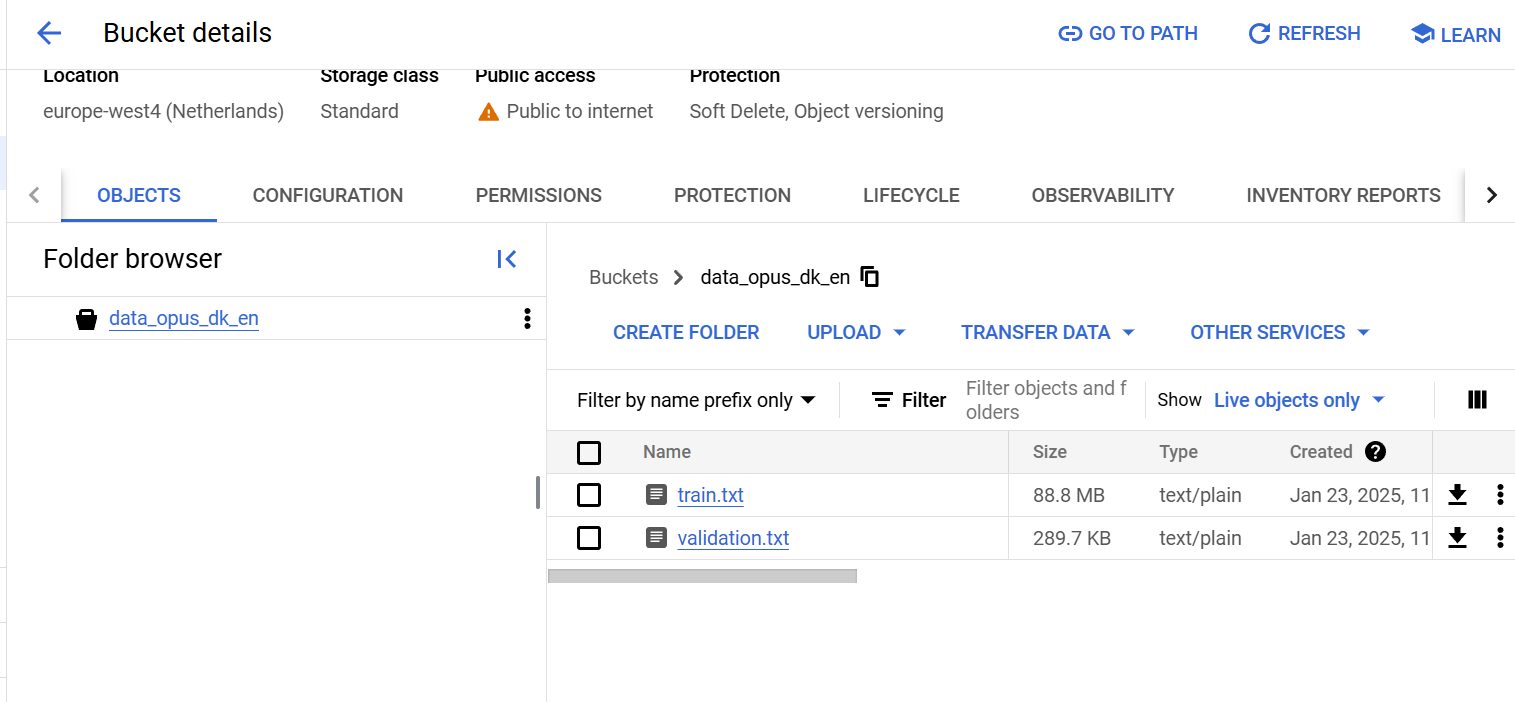 Bucket details GO TO PATH REFRESH LEARN
Location Storage class Public access Protection
europe-west4 (Netherlands) Standard Public to internet Soft Delete, Object versioning
OBJECTS CONFIGURATION PERMISSIONS PROTECTION LIFECYCLE OBSERVABILITY INVENTORY REPORTS
Folder browser
data_opus_dk_en
Buckets data_opus_dk_en
CREATE FOLDER UPLOAD TRANSFER DATA OTHER SERVICES
Filter by name prefix only Filter Filter objects and f
olders
Show Live objects only
Name Size Type Created ?
train.txt 88.8 MB text/plain Jan 23, 2025, 11
validation.txt 289.7 KB text/plain Jan 23, 2025, 11